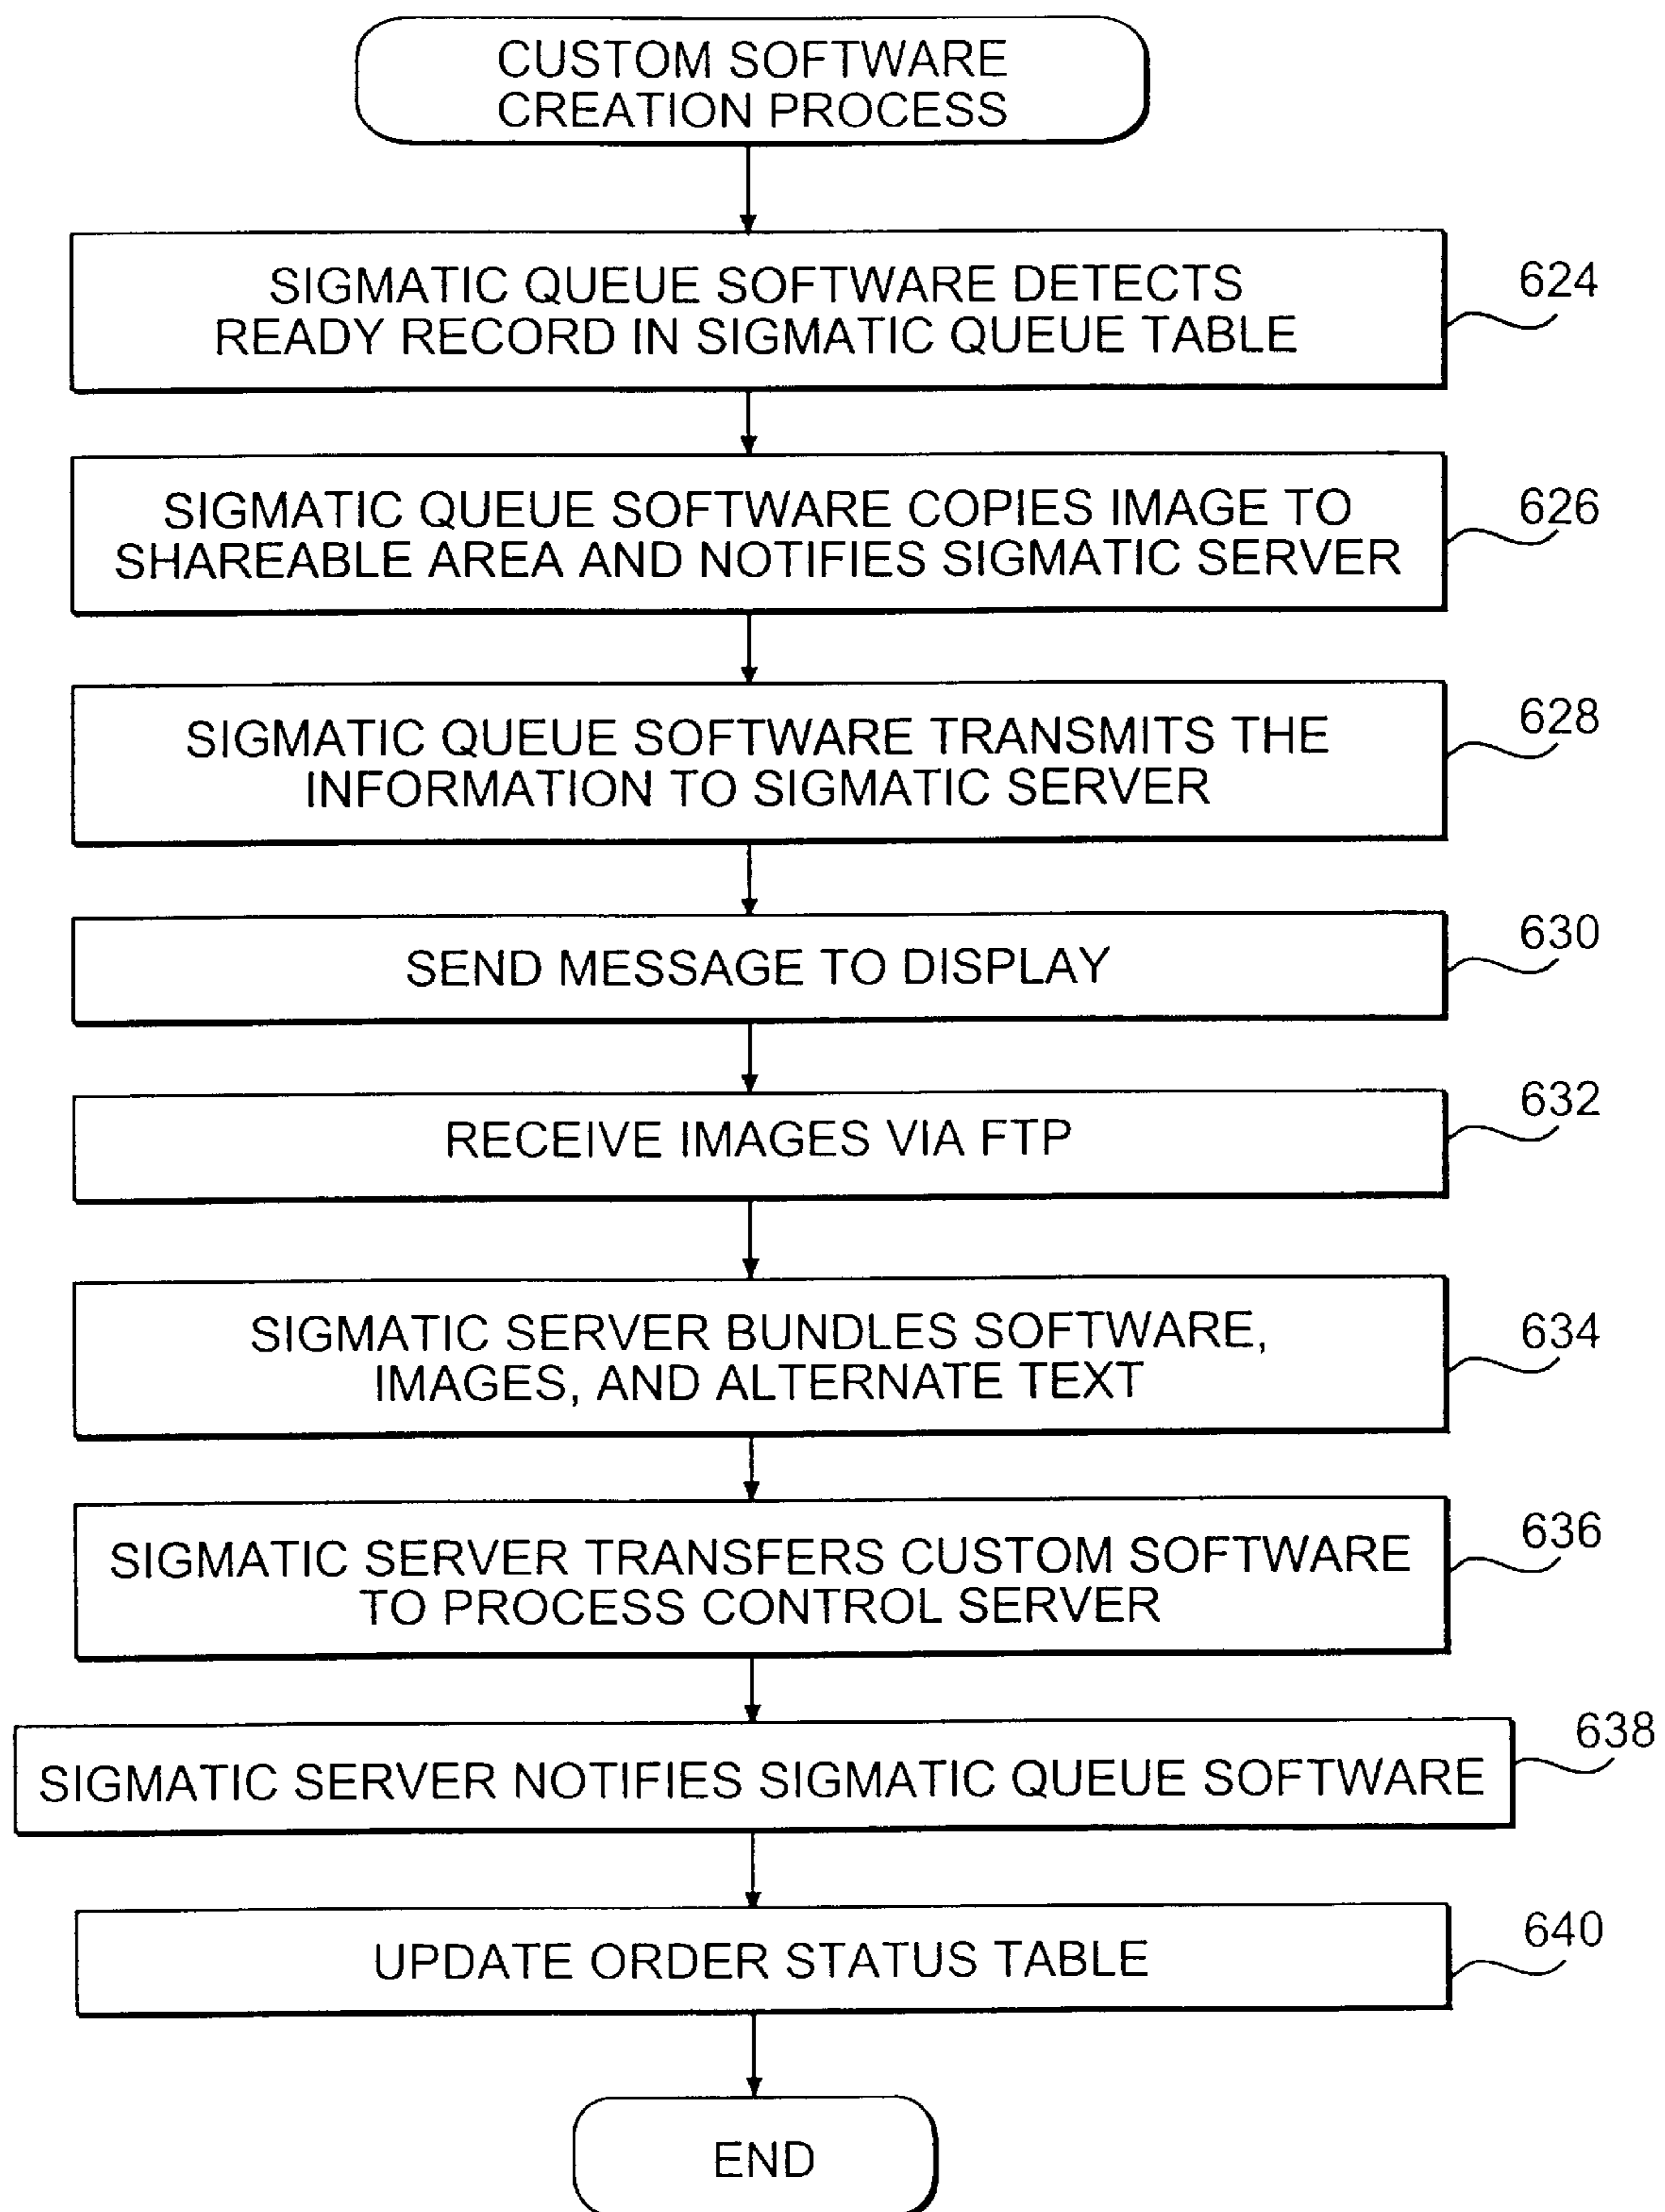 CUSTOM SOFTWARE
CREATION PROCESS
SIGMATIC QUEUE SOFTWARE DETECTS
READY RECORD IN SIGMATIC QUEUE TABLE
624
SIGMATIC QUEUE SOFTWARE COPIES IMAGE TO
SHAREABLE AREA AND NOTIFIES SIGMATIC SERVER
626
SIGMATIC QUEUE SOFTWARE TRANSMITS THE
INFORMATION TO SIGMATIC SERVER
628
SEND MESSAGE TO DISPLAY
630
RECEIVE IMAGES VIA FTP
632
SIGMATIC SERVER BUNDLES SOFTWARE,
IMAGES, AND ALTERNATE TEXT
634
SIGMATIC SERVER TRANSFERS CUSTOM SOFTWARE
TO PROCESS CONTROL SERVER
636
SIGMATIC SERVER NOTIFIES SIGMATIC QUEUE SOFTWARE
638
UPDATE ORDER STATUS TABLE
640
END